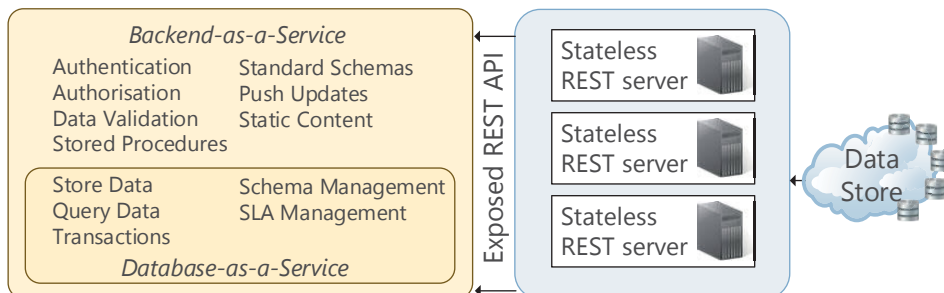 Backend-as-a-Service
Authentication
Authorisation
Data Validation
Stored Procedures
Standard Schemas
Push Updates
Static Content
Store Data
Query Data
Transactions
Schema Management
SLA Management
Database-as-a-Service
Exposed REST API
Stateless
REST server
Stateless
REST server
Stateless
REST server
Data
Store